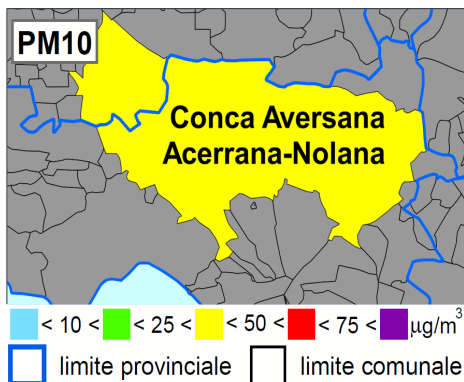 PM10
Conca Aversana
Acerrana-Nolana
< 10 < < 25 < < 50 < < 75 < µg/m³
limite provinciale limite comunale